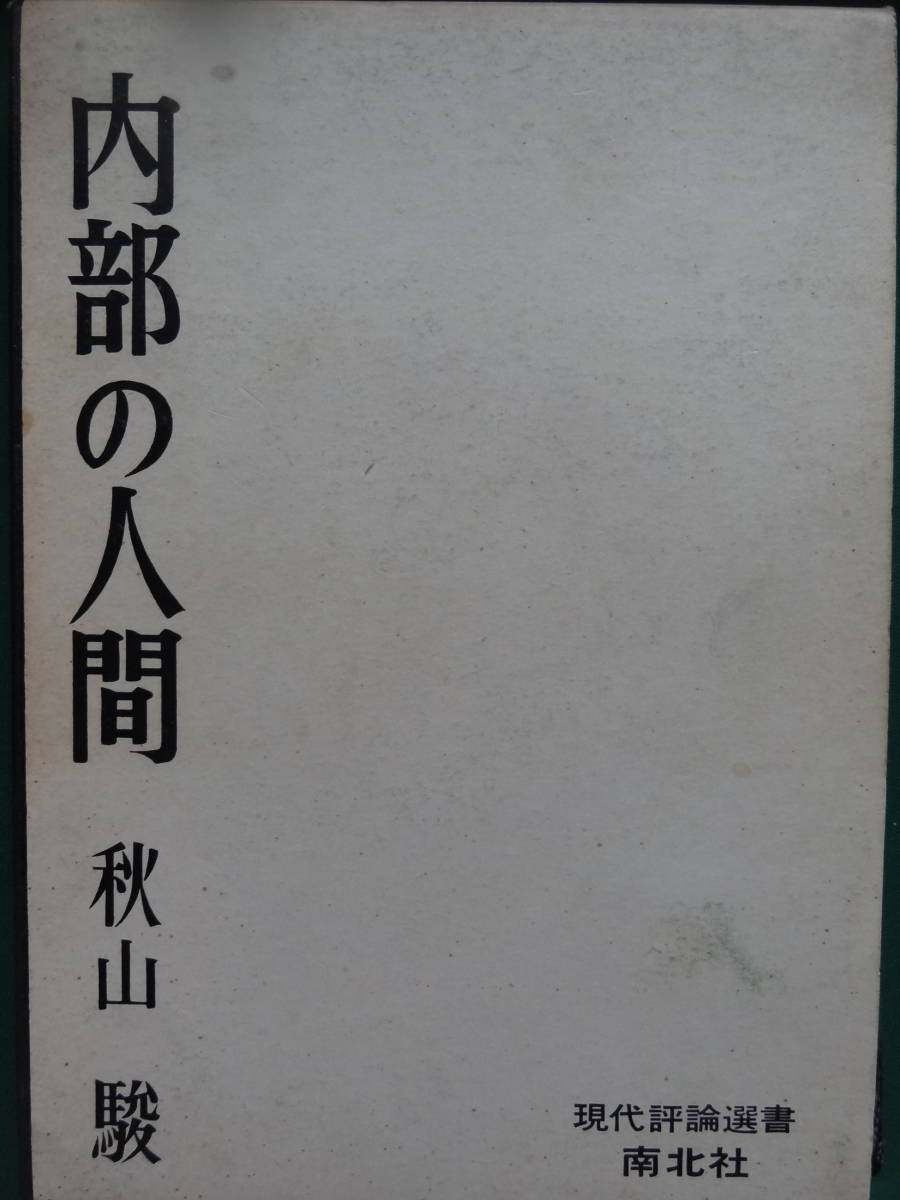 内部の人間
秋山駿
現代評論選書
南北社